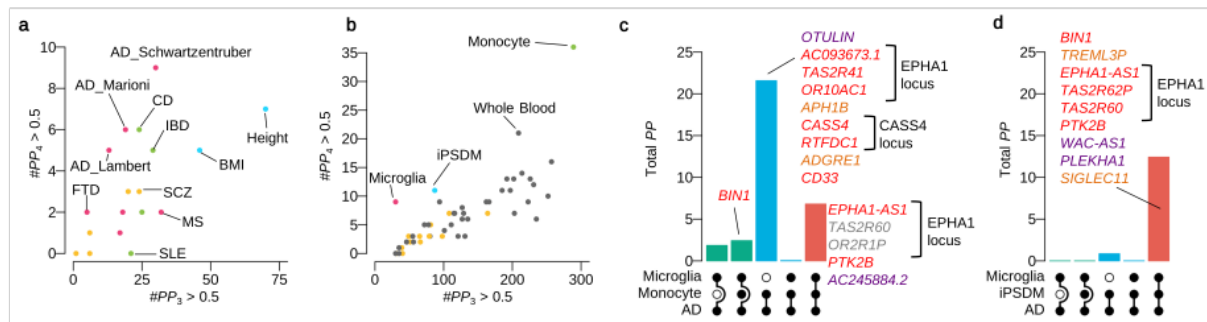 a
10
8
6
4
2
0
#PP4 > 0.5
AD_Schwartzentruber
AD_Marioni
CD
IBD
Height
AD_Lambert
BMI
FTD
SCZ
MS
SLE
0 25 50 75
#PP3 > 0.5
b
35
30
25
20
15
10
5
0
#PP4 > 0.5
Monocyte
Whole Blood
iPSDM
Microglia
0 100 200 300
#PP3 > 0.5
c
25
20
15
10
5
0
Total PP
OTULIN
AC093673.1
TAS2R41
OR10AC1
EPHA1
locus
APH1B
CASS4
RTFDC1
CASS4
locus
ADGRE1
CD33
BIN1
EPHA1-AS1
TAS2R60
OR2R1P
EPHA1
locus
PTK2B
AC245884.2
Microglia
Monocyte
AD
d
25
20
15
10
5
0
Total PP
BIN1
TREML3P
EPHA1-AS1
TAS2R62P
TAS2R60
EPHA1
locus
PTK2B
WAC-AS1
PLEKHA1
SIGLEC11
Microglia
iPSDM
AD